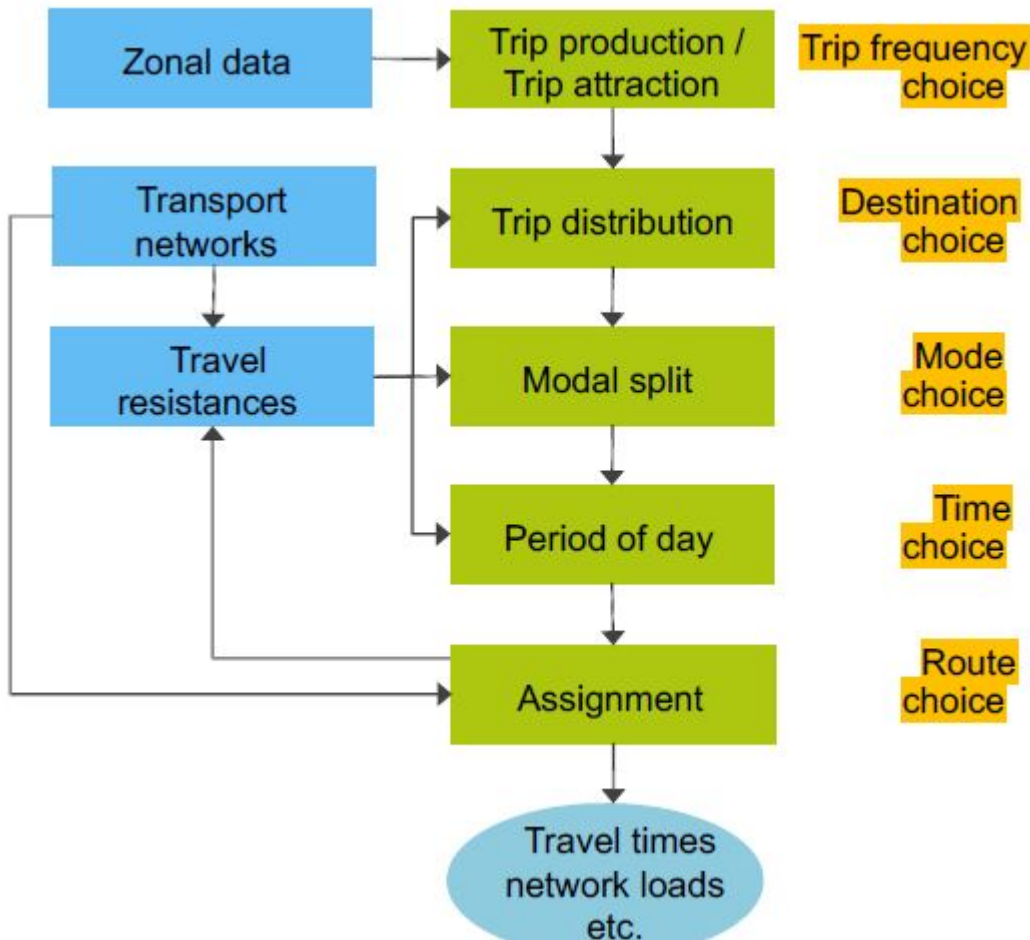 Zonal data
Trip production /
Trip attraction
Trip frequency
choice
Transport
networks
Trip distribution
Destination
choice
Travel
resistances
Modal split
Mode
choice
Period of day
Time
choice
Assignment
Route
choice
Travel times
network loads
etc.